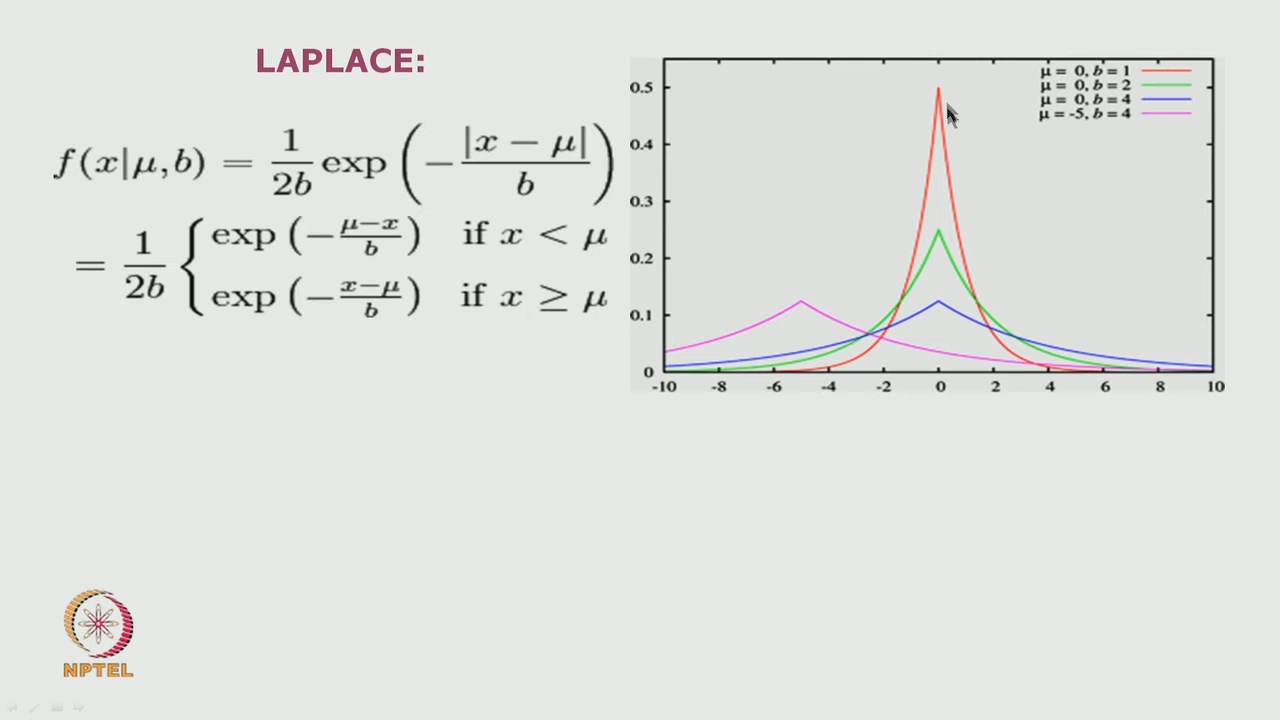 LAPLACE:
f(x|μ,b) = 1/2b exp(−|x − μ|/b)
= 1/2b { exp(−μ−x/b) if x < μ
exp(−x−μ/b) if x ≥ μ
μ = 0, b = 1
μ = 0, b = 2
μ = 0, b = 4
μ = -5, b = 4
0.5
0.4
0.3
0.2
0.1
0
-10 -8 -6 -4 -2 0 2 4 6 8 10
NPTEL